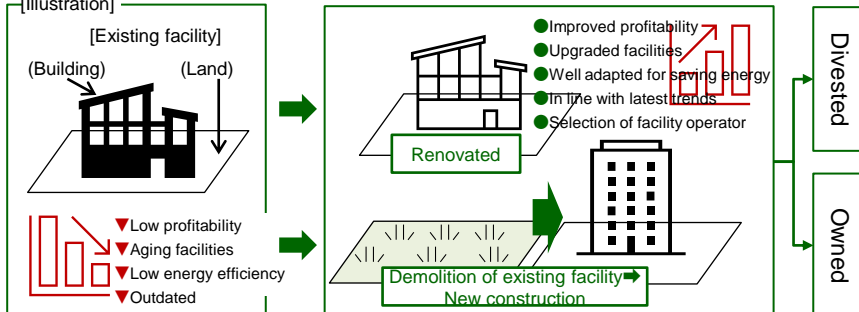 [Illustration]
[Existing facility]
(Building)
(Land)
▼Low profitability
▼Aging facilities
▼Low energy efficiency
▼Outdated
●Improved profitability
●Upgraded facilities
●Well adapted for saving energy
●In line with latest trends
●Selection of facility operator
Renovated
Demolition of existing facility➡
New construction
Divested
Owned